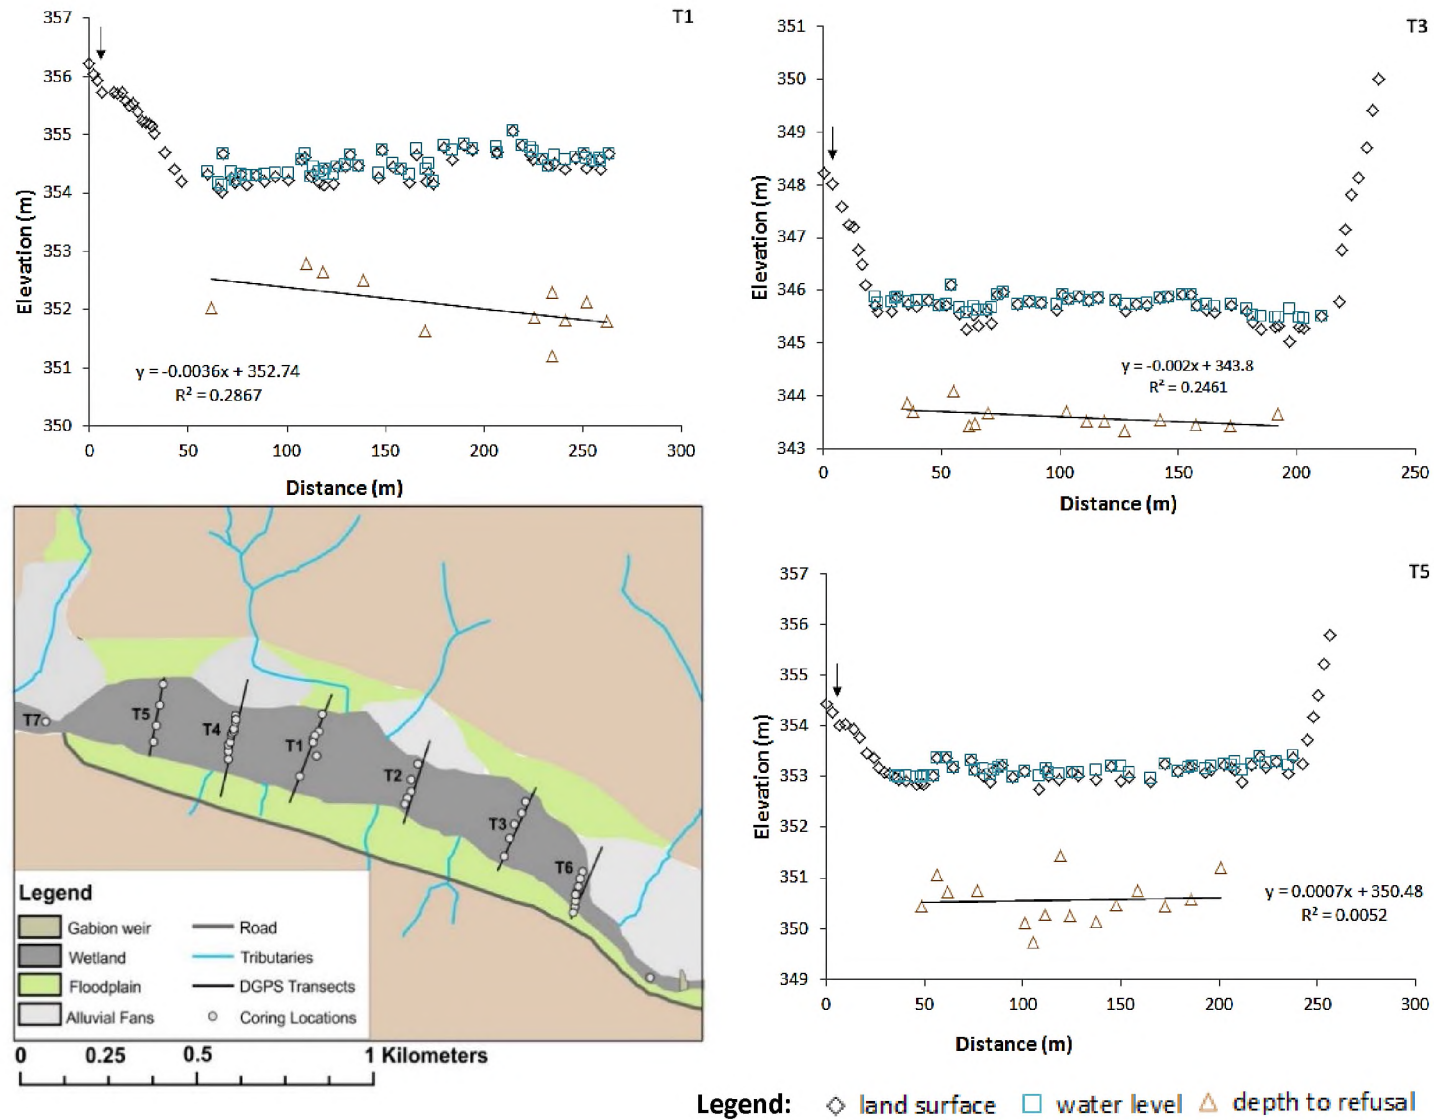 T1
357
356
355
354
353
352
351
350
Elevation (m)
y = -0.0036x + 352.74
R² = 0.2867
0 50 100 150 200 250 300
Distance (m)
T3
351
350
349
348
347
346
345
344
343
Elevation (m)
y = -0.002x + 343.8
R² = 0.2461
0 50 100 150 200 250
Distance (m)
T7
T5
T4
T1
T2
T3
T6
Legend
Gabion weir
Road
Wetland
Tributaries
Floodplain
DGPS Transects
Alluvial Fans
Coring Locations
0 0.25 0.5 1 Kilometers
T5
357
356
355
354
353
352
351
350
349
Elevation (m)
y = 0.0007x + 350.48
R² = 0.0052
0 50 100 150 200 250 300
Distance (m)
Legend: land surface water level depth to refusal